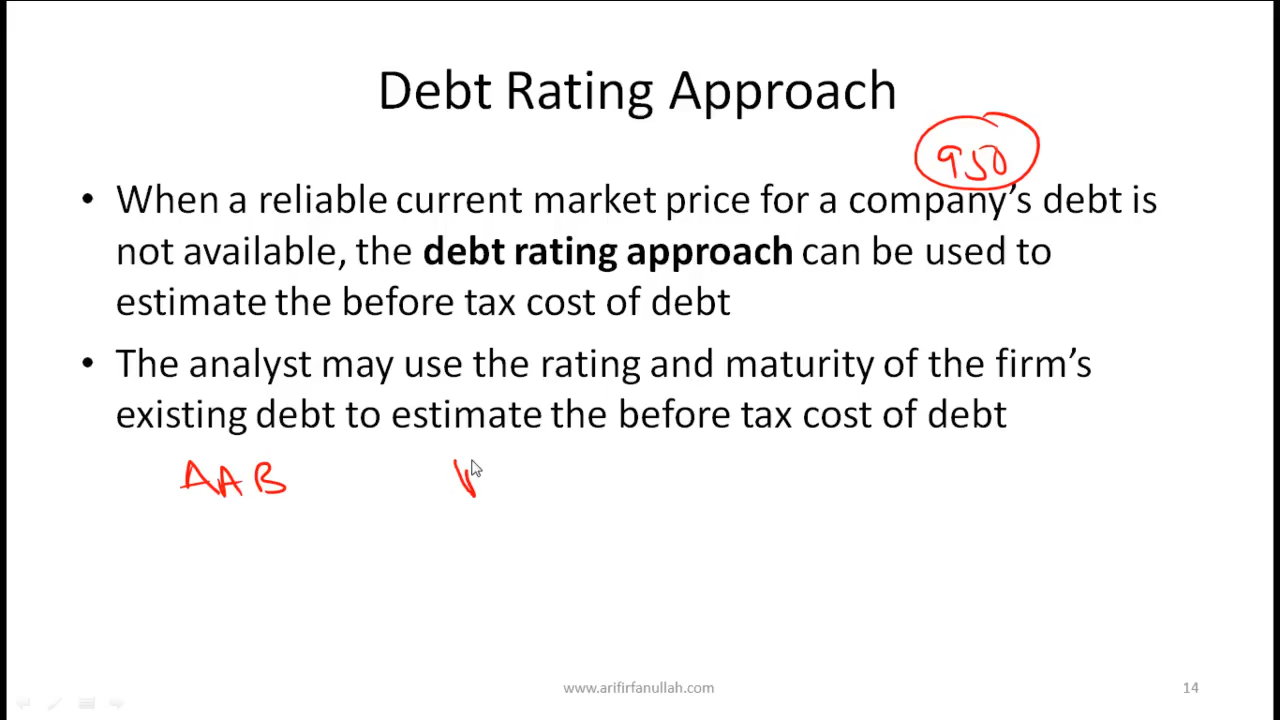 Debt Rating Approach
950
• When a reliable current market price for a company's debt is
not available, the debt rating approach can be used to
estimate the before tax cost of debt
• The analyst may use the rating and maturity of the firm's
existing debt to estimate the before tax cost of debt
AAB
www.arifirfanullah.com
14